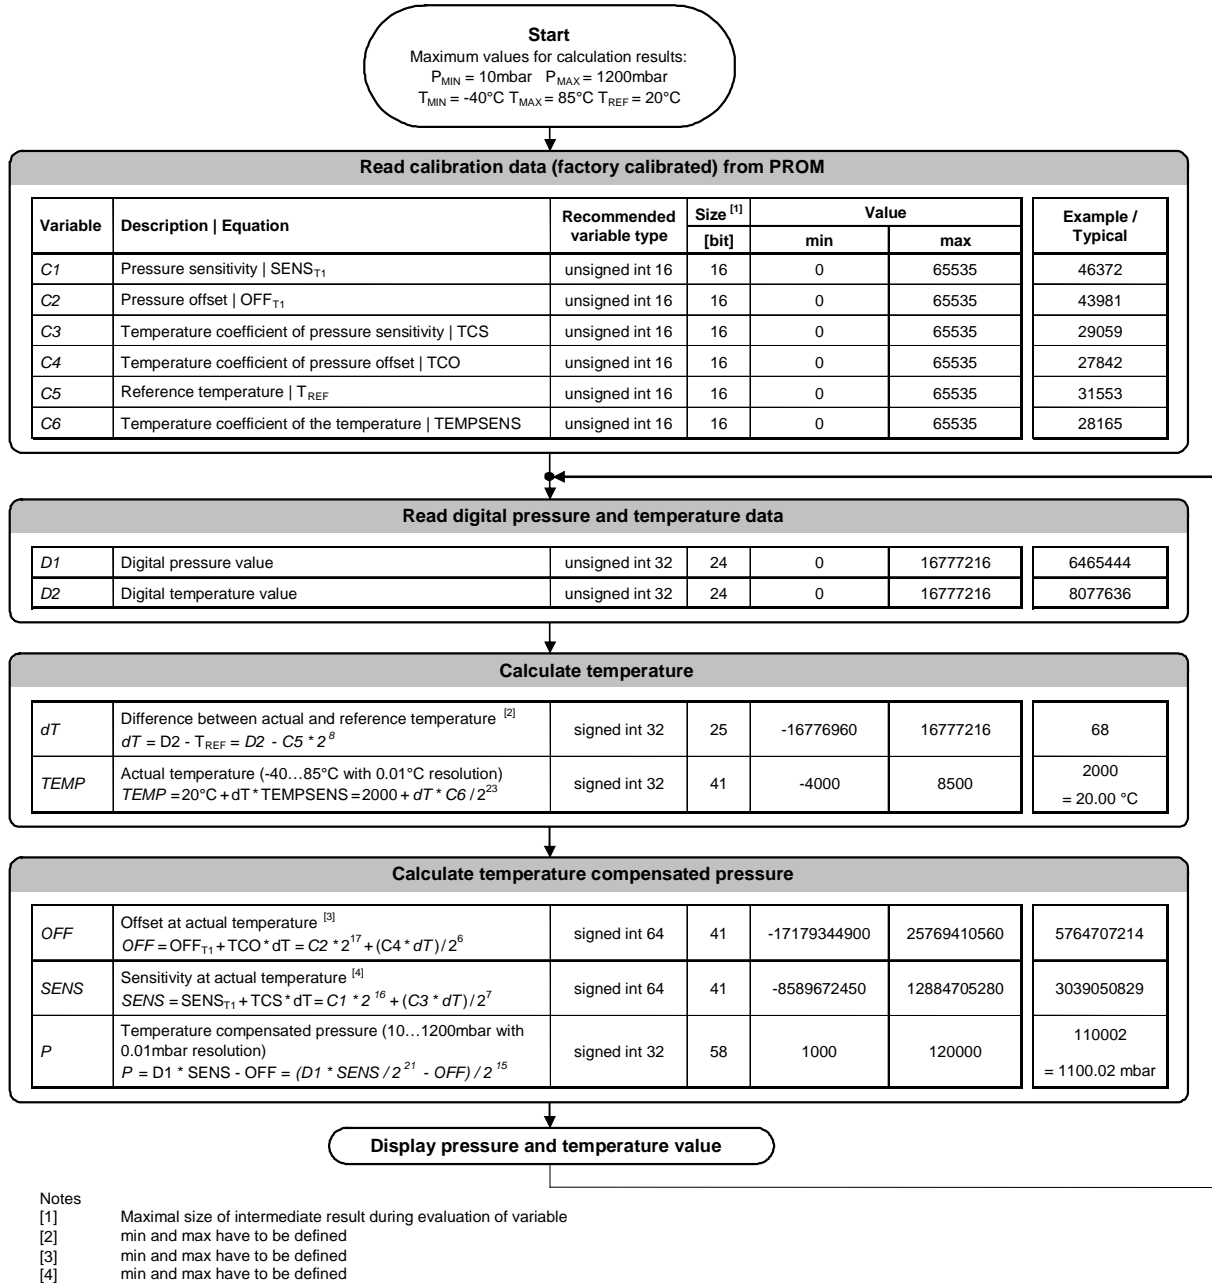 Start
Maximum values for calculation results:
PMIN = 10mbar PMAX = 1200mbar
TMIN = -40°C TMAX = 85°C TREF = 20°C
Read calibration data (factory calibrated) from PROM
Variable Description | Equation Recommended variable type Size [1] [bit] Value min max Example / Typical
C1 Pressure sensitivity | SENST1 unsigned int 16 16 0 65535 46372
C2 Pressure offset | OFFT1 unsigned int 16 16 0 65535 43981
C3 Temperature coefficient of pressure sensitivity | TCS unsigned int 16 16 0 65535 29059
C4 Temperature coefficient of pressure offset | TCO unsigned int 16 16 0 65535 27842
C5 Reference temperature | TREF unsigned int 16 16 0 65535 31553
C6 Temperature coefficient of the temperature | TEMPSENS unsigned int 16 16 0 65535 28165
Read digital pressure and temperature data
D1 Digital pressure value unsigned int 32 24 0 16777216 6465444
D2 Digital temperature value unsigned int 32 24 0 16777216 8077636
Calculate temperature
dT Difference between actual and reference temperature [2]
dT = D2 - TREF = D2 - C5 * 2^8 signed int 32 25 -16776960 16777216 68
TEMP Actual temperature (-40…85°C with 0.01°C resolution)
TEMP = 20°C + dT * TEMPSENS = 2000 + dT * C6 / 2^23 signed int 32 41 -4000 8500 2000
= 20.00 °C
Calculate temperature compensated pressure
OFF Offset at actual temperature [3]
OFF = OFFT1 + TCO * dT = C2 * 2^17 + (C4 * dT) / 2^6 signed int 64 41 -17179344900 25769410560 5764707214
SENS Sensitivity at actual temperature [4]
SENS = SENST1 + TCS * dT = C1 * 2^16 + (C3 * dT) / 2^7 signed int 64 41 -8589672450 12884705280 3039050829
P Temperature compensated pressure (10…1200mbar with
0.01mbar resolution) signed int 32 58 1000 120000 110002
P = D1 * SENS - OFF = (D1 * SENS / 2^21 - OFF) / 2^15 = 1100.02 mbar
Display pressure and temperature value
Notes
[1] Maximal size of intermediate result during evaluation of variable
[2] min and max have to be defined
[3] min and max have to be defined
[4] min and max have to be defined